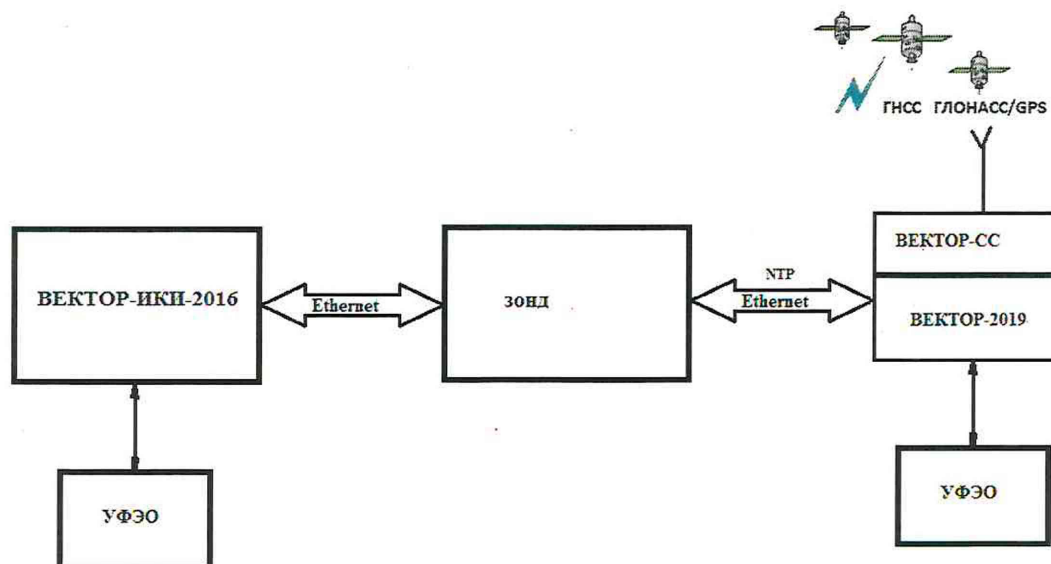 ГНСС ГЛОНАСС/GPS
ВЕКТОР-СС
ВЕКТОР-ИКИ-2016
Ethernet
ЗОНД
NTP
Ethernet
ВЕКТОР-2019
УФЭО
УФЭО